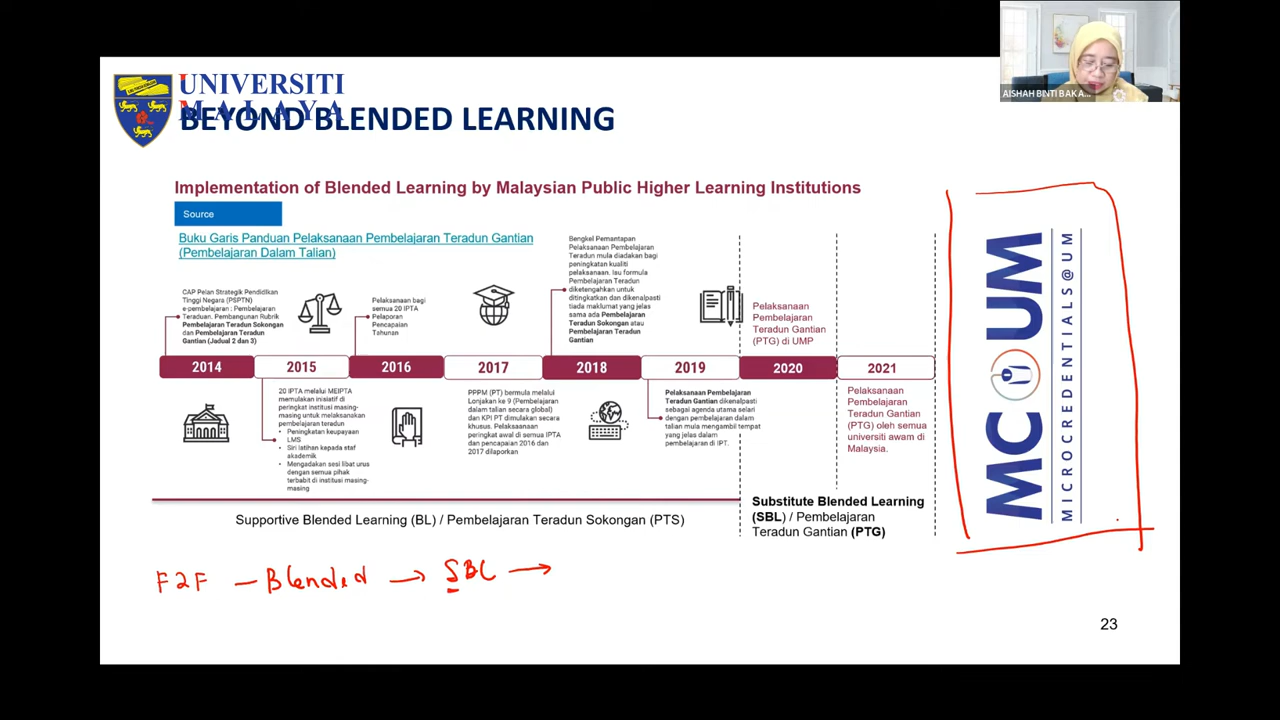 AISHAH BINTI BAKA...
UNIVERSITI
MALAYA
BEYOND BLENDED LEARNING
Implementation of Blended Learning by Malaysian Public Higher Learning Institutions
Source
Buku Garis Panduan Pelaksanaan Pembelajaran Teradun Gantian
(Pembelajaran Dalam Talian)
CAP Pelan Strategik Pendidikan
Tinggi Negara (PSPTN)
e-pembelajaran : Pembelajaran
Teraduan. Pembangunan Rubrik
Pembelajaran Teradun Sokongan
dan Pembelajaran Teradun
Gantian (Jadual 2 dan 3)
Pelaksanaan bagi
semua 20 IPTA
Pelaporan
Pencapaian
Tahunan
Bengkel Pemantapan
Pelaksanaan Pembelajaran
Teradun mula diadakan bagi
peningkatan kualiti
pelaksanaan. Isu formula
Pembelajaran Teradun
diketengahkan untuk
ditingkatan dan dikenalpasti
tiada maklumat yang jelas
sama ada Pembelajaran
Teradun Sokongan atau
Pembelajaran Teradun
Gantian
Pelaksanaan
Pembelajaran
Teradun Gantian
(PTG) di UMP
2014
2015
2016
2017
2018
2019
2020
2021
20 IPTA melalui MEIPTA
memulakan inisiatif di
peringkat institusi masing-
masing untuk melaksanakan
pembelajaran teradun
• Peningkatan keupayaan
LMS
• Siri latihan kepada staf
akademik
• Mengadakan sesi libat urus
dengan semua pihak
terbabit di institusi masing-
masing
PPPM (PT) bermula melalui
Lonjakan ke 9 (Pembelajaran
dalam talian secara global)
dan KPI PT dimulakan secara
khusus. Pelaksanaaan
peringkat awal di semua IPTA
dan pencapaian 2016 dan
2017 dilaporkan
Pelaksanaan Pembelajaran
Teradun Gantian dikenalpasti
sebagai agenda utama selari
dengan pembelajaran dalam
talian mula mengambil tempat
yang jelas dalam
pembelajaran di IPT.
Pelaksanaan
Pembelajaran
Teradun Gantian
(PTG) oleh semua
universiti awam di
Malaysia.
Supportive Blended Learning (BL) / Pembelajaran Teradun Sokongan (PTS)
Substitute Blended Learning
(SBL) / Pembelajaran
Teradun Gantian (PTG)
MCOUM
MICROCREDENTIALS@UM
F2F — Blended → SBL →
23